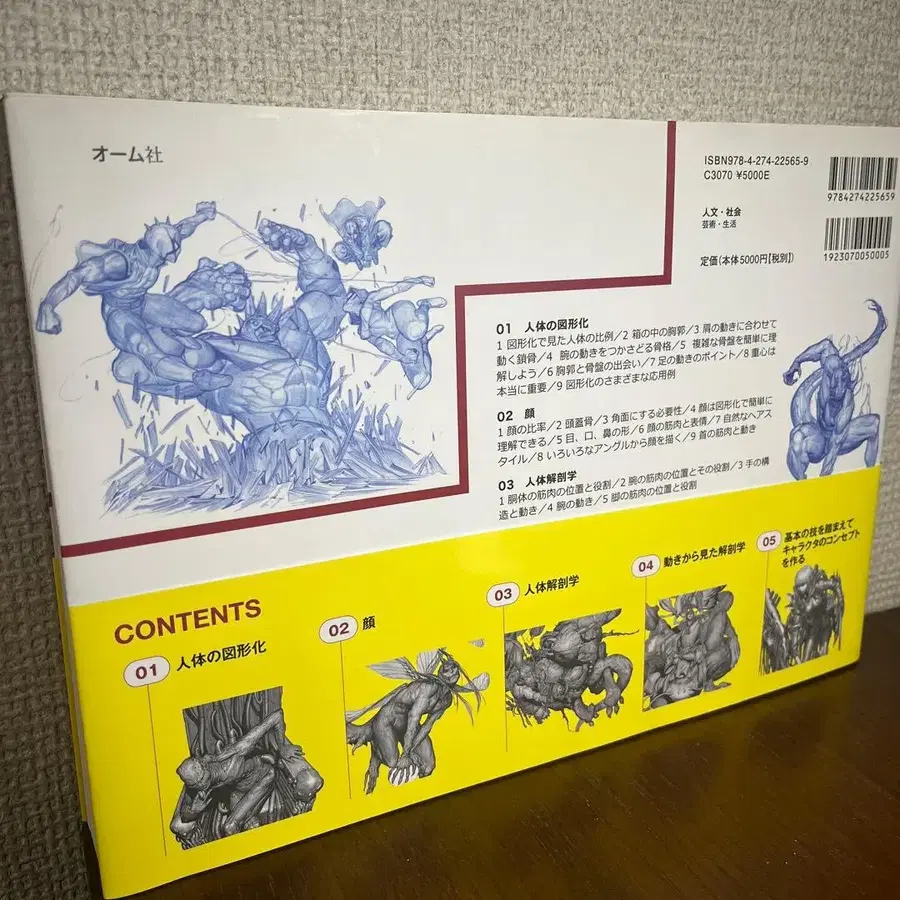 オーム社
ISBN978-4-274-22565-9
C3070 ¥5000E
9784274225659
人文・社会
芸術・生活
1923070050005
定価(本体5000円[税別])
01 人体の図形化
1 図形化で見た人体の比例/2 箱の中の胸郭/3 肩の動きに合わせて
動く鎖骨/4 腕の動きをつかさどる骨格/5 複雑な骨盤を簡単に理
解しよう/6 胸郭と骨盤の出会い/7 足の動きのポイント/8 重心は
本当に重要/9 図形化のさまざまな応用例
02 顔
1 顔の比率/2 頭蓋骨/3 角面にする必要性/4 顔は図形化で簡単に
理解できる/5 目、口、鼻の形/6 顔の筋肉と表情/7 自然なヘアス
タイル/8 いろいろなアングルから顔を描く/9 首の筋肉と動き
03 人体解剖学
1 胴体の筋肉の位置と役割/2 腕の筋肉の位置とその役割/3 手の構
造と動き/4 腕の動き/5 脚の筋肉の位置と役割
CONTENTS
01 人体の図形化
02 顔
03 人体解剖学
04 動きから見た解剖学
05 基本の技を踏まえて
キャラクタのコンセプト
を作る